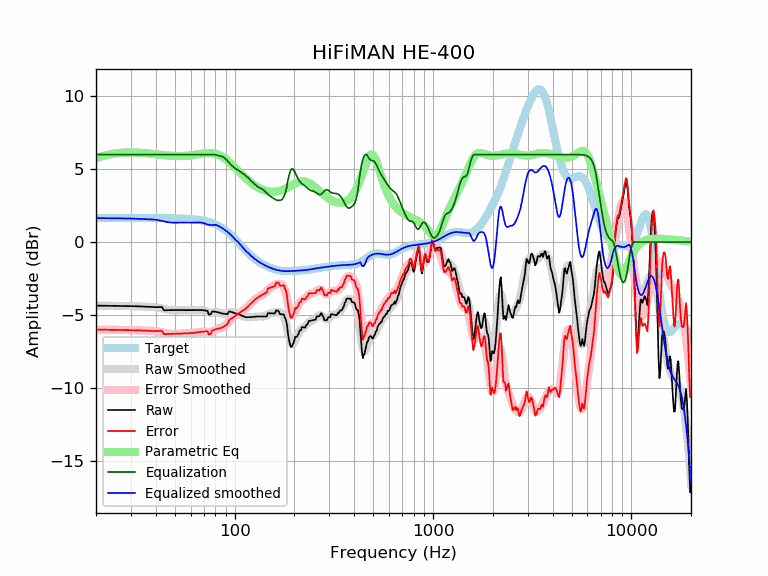 HiFiMAN HE-400
Amplitude (dBr)
10
5
0
−5
−10
−15
Target
Raw Smoothed
Error Smoothed
Raw
Error
Parametric Eq
Equalization
Equalized smoothed
100
1000
10000
Frequency (Hz)